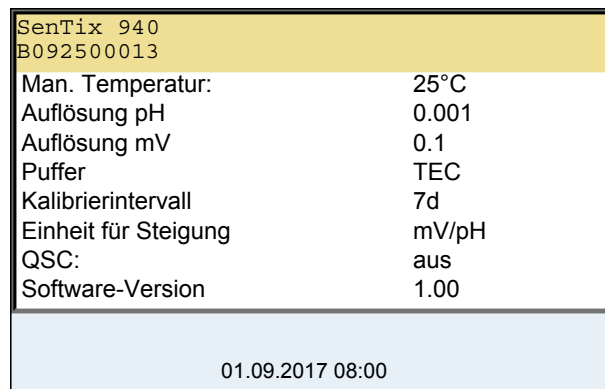 SenTix 940
B092500013
Man. Temperatur: 25°C
Auflösung pH 0.001
Auflösung mV 0.1
Puffer TEC
Kalibrierintervall 7d
Einheit für Steigung mV/pH
QSC: aus
Software-Version 1.00
01.09.2017 08:00